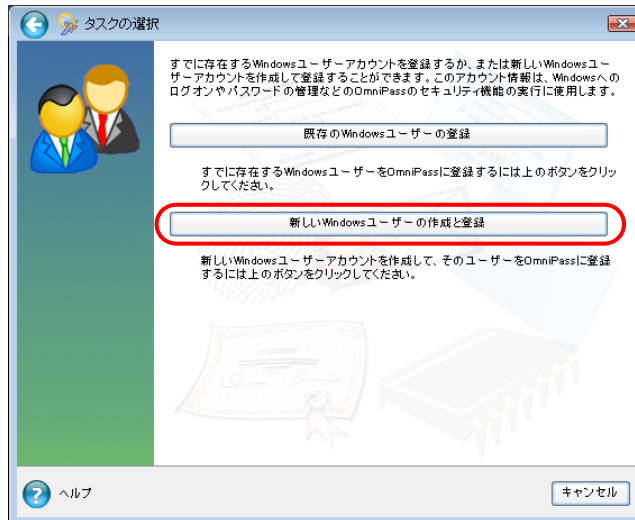 タスクの選択
すでに存在するWindowsユーザーアカウントを登録するか、または新しいWindowsユー
ザーアカウントを作成して登録することができます。このアカウント情報は、Windowsへの
ログオンやパスワードの管理などのOmniPassのセキュリティ機能の実行に使用します。
既存のWindowsユーザーの登録
すでに存在するWindowsユーザーをOmniPassに登録するには上のボタンをクリッ
クしてください。
新しいWindowsユーザーの作成と登録
新しいWindowsユーザーアカウントを作成して、そのユーザーをOmniPassに登録
するには上のボタンをクリックしてください。
ヘルプ
キャンセル